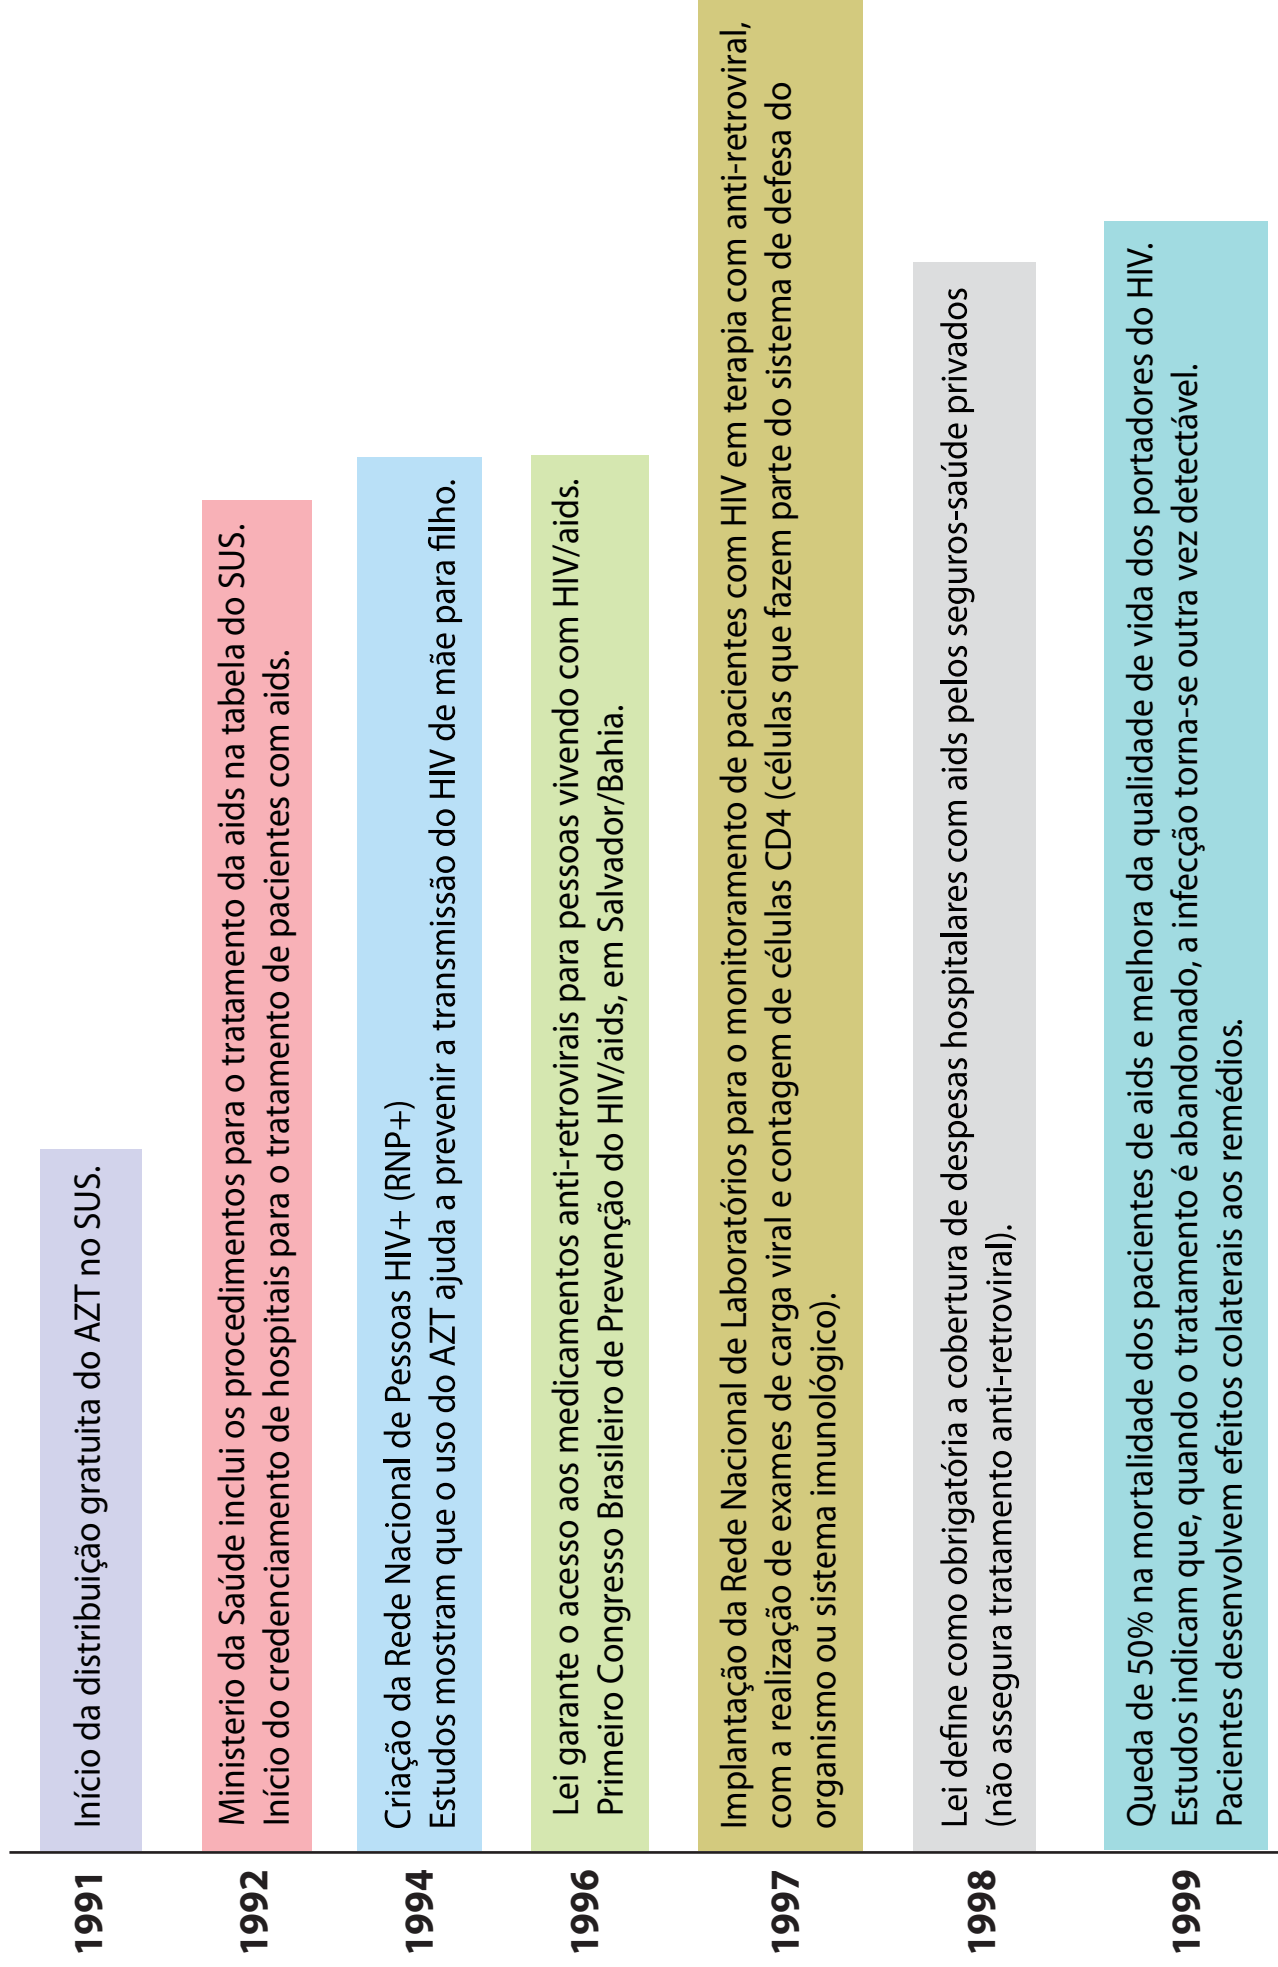 1991
Início da distribuição gratuita do AZT no SUS.
1992
Ministerio da Saúde inclui os procedimentos para o tratamento da aids na tabela do SUS.
Início do credenciamento de hospitais para o tratamento de pacientes com aids.
1994
Criação da Rede Nacional de Pessoas HIV+ (RNP+)
Estudos mostram que o uso do AZT ajuda a prevenir a transmissão do HIV de mãe para filho.
1996
Lei garante o acesso aos medicamentos anti-retrovirais para pessoas vivendo com HIV/aids.
Primeiro Congresso Brasileiro de Prevenção do HIV/aids, em Salvador/Bahia.
1997
Implantação da Rede Nacional de Laboratórios para o monitoramento de pacientes com HIV em terapia com anti-retroviral,
com a realização de exames de carga viral e contagem de células CD4 (células que fazem parte do sistema de defesa do
organismo ou sistema imunológico).
1998
Lei define como obrigatória a cobertura de despesas hospitalares com aids pelos seguros-saúde privados
(não assegura tratamento anti-retroviral).
1999
Queda de 50% na mortalidade dos pacientes de aids e melhora da qualidade de vida dos portadores do HIV.
Estudos indicam que, quando o tratamento é abandonado, a infecção torna-se outra vez detectável.
Pacientes desenvolvem efeitos colaterais aos remédios.